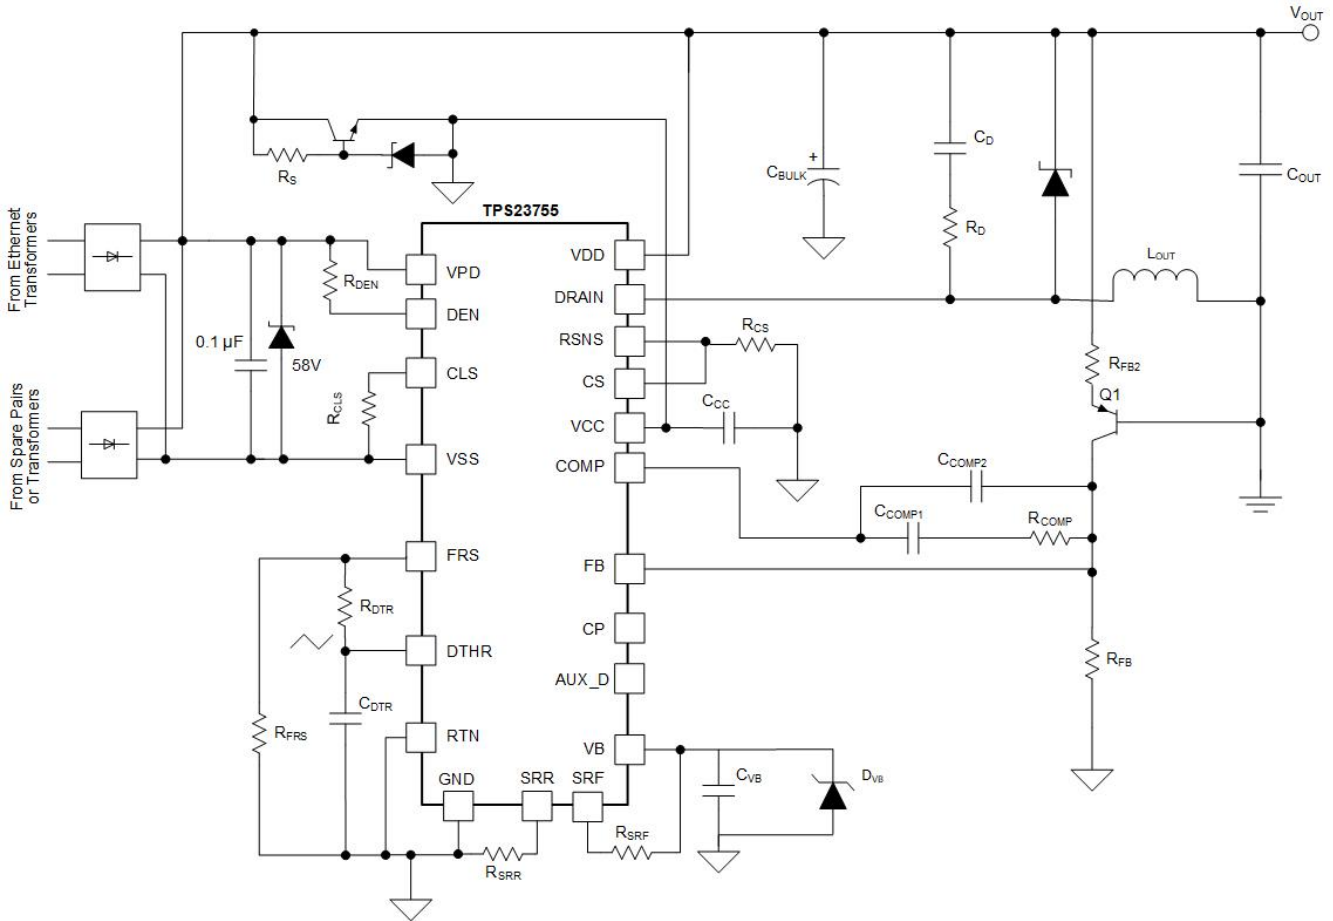 VOUT
CD
CBULK
+
COUT
RS
TPS23755
RD
From Ethernet
Transformers
VPD
VDD
LOUT
RDEN
DEN
DRAIN
0.1 µF
58V
RSNS
RCS
RFB2
CLS
CS
Q1
RCLS
CCC
VCC
From Spare Pairs
or Transformers
VSS
COMP
CCOMP2
CCOMP1
RCOMP
FRS
FB
RDTR
CP
DTHR
RFB
AUX_D
CDTR
RFRS
RTN
VB
GND
SRR
SRF
CVB
DVB
RSRF
RSRR